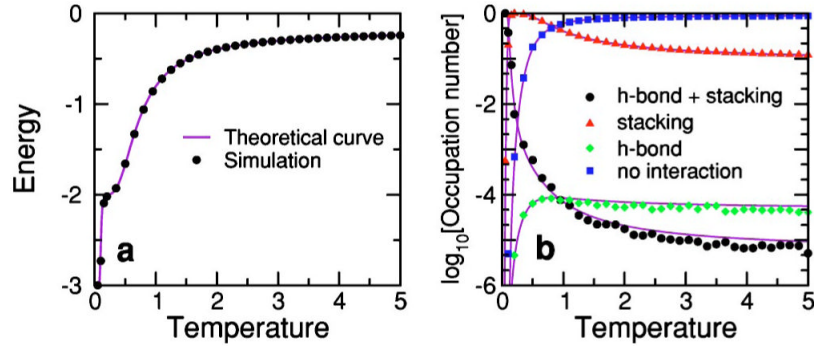 Energy
0
-1
-2
-3
Theoretical curve
Simulation
a
0 1 2 3 4 5
Temperature
log10[Occupation number]
0
-2
-4
-6
h-bond + stacking
stacking
h-bond
no interaction
b
0 1 2 3 4 5
Temperature